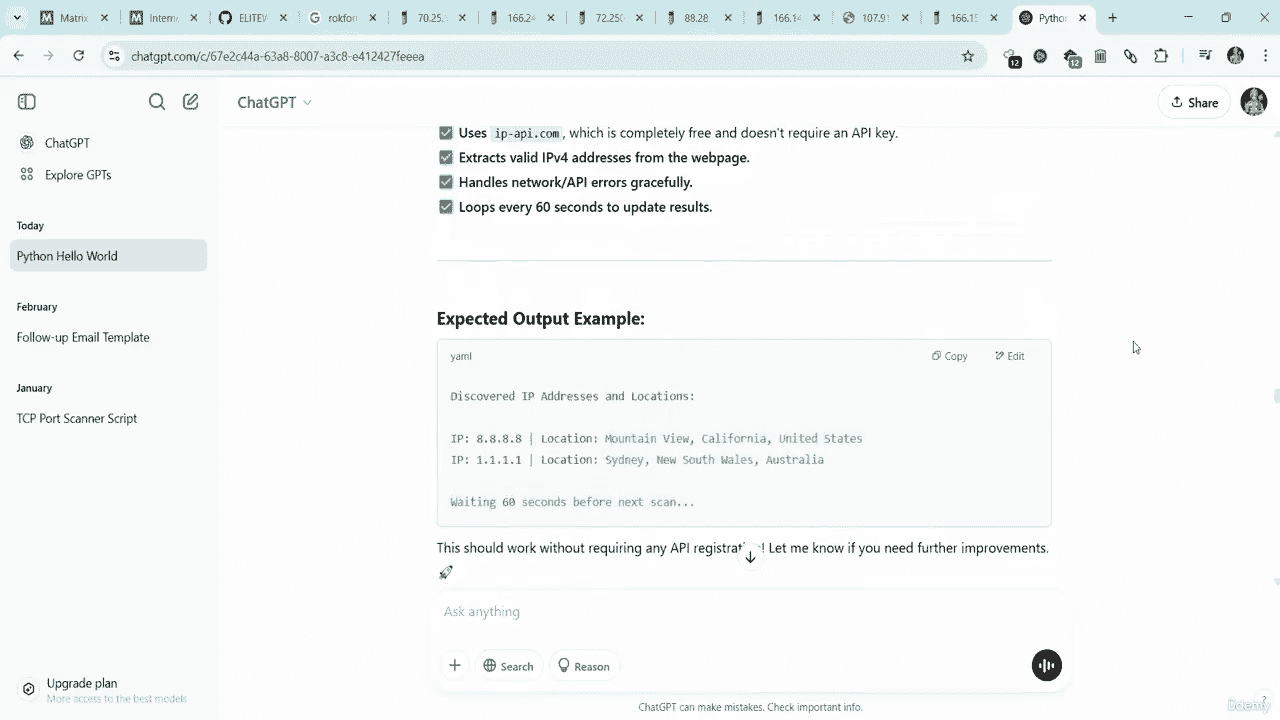 Matrix
Interne
ELITEW
rokfon
70.25.
166.24
72.250
88.28.
166.14
107.91
166.15
Python
chatgpt.com/c/67e2c44a-63a8-8007-a3c8-e412427feeea
12
12
ChatGPT
Share
ChatGPT
Explore GPTs
Today
Python Hello World
February
Follow-up Email Template
January
TCP Port Scanner Script
Upgrade plan
More access to the best models
Uses ip-api.com, which is completely free and doesn't require an API key.
Extracts valid IPv4 addresses from the webpage.
Handles network/API errors gracefully.
Loops every 60 seconds to update results.
Expected Output Example:
yaml
Copy
Edit
Discovered IP Addresses and Locations:
IP: 8.8.8.8 | Location: Mountain View, California, United States
IP: 1.1.1.1 | Location: Sydney, New South Wales, Australia
Waiting 60 seconds before next scan...
This should work without requiring any API registration! Let me know if you need further improvements.
Ask anything
Search
Reason
ChatGPT can make mistakes. Check important info.
?
Udemy